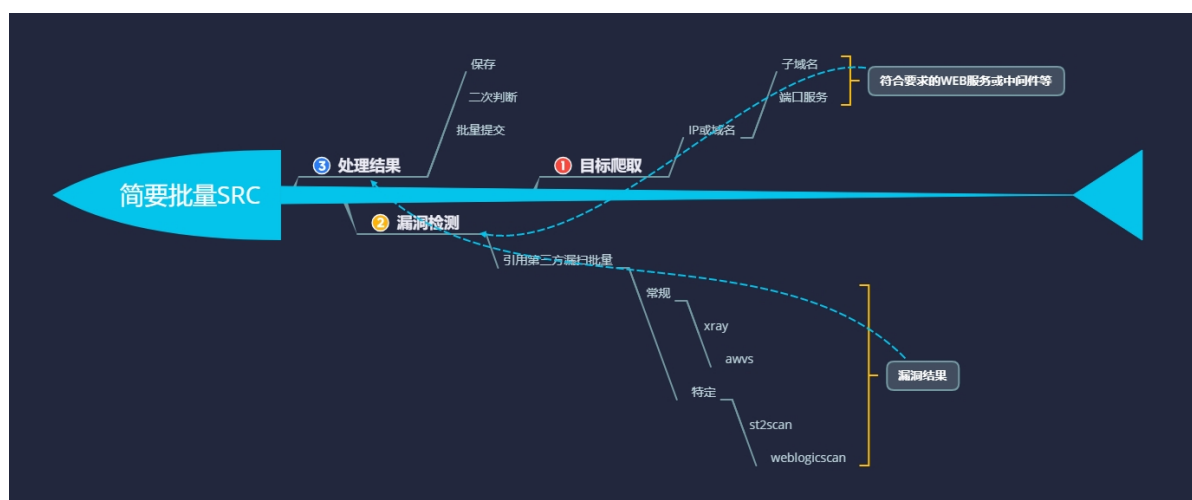 简要批量SRC
1 目标爬取
IP或域名
子域名
端口服务
符合要求的WEB服务或中间件等
2 漏洞检测
引用第三方漏扫批量
常规
xray
awvs
特定
st2scan
weblogicscan
漏洞结果
3 处理结果
保存
二次判断
批量提交